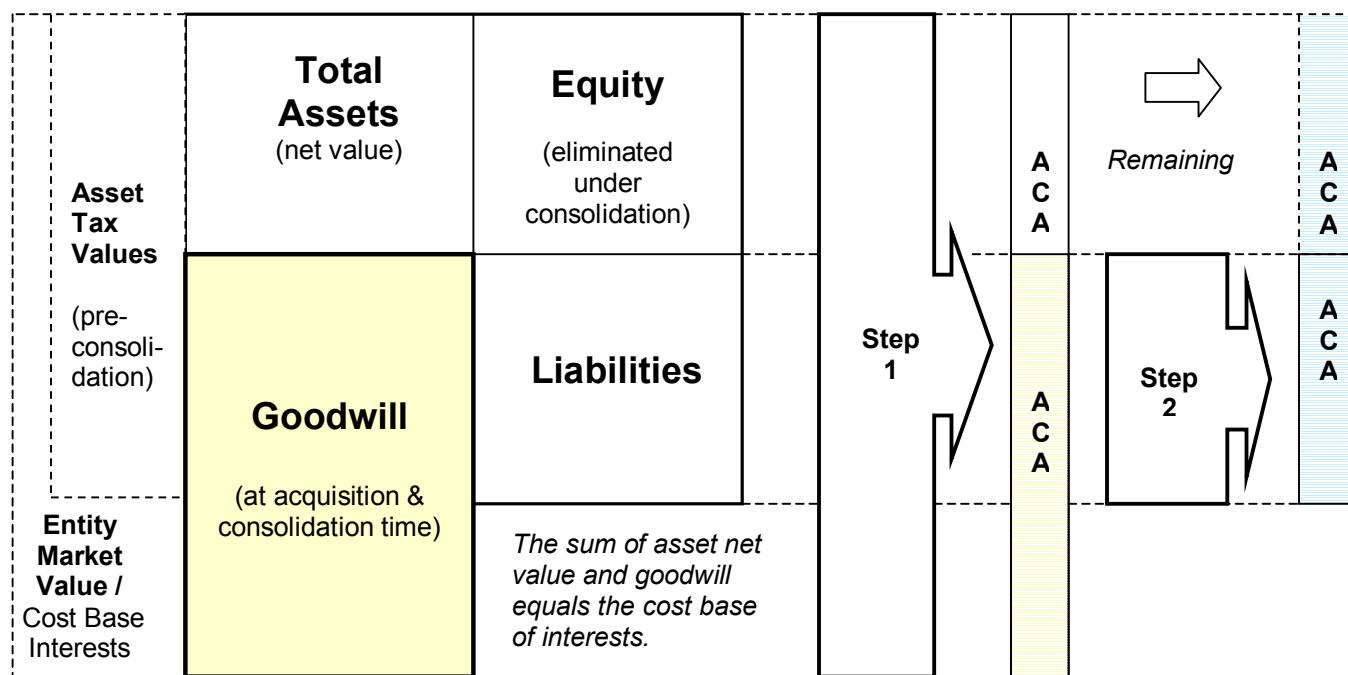 Asset
Tax
Values
(pre-
consoli-
dation)
Entity
Market
Value /
Cost Base
Interests
Total
Assets
(net value)
Goodwill
(at acquisition &
consolidation time)
Equity
(eliminated
under
consolidation)
Liabilities
The sum of asset net
value and goodwill
equals the cost base
of interests.
Step
1
A
C
A
A
C
A
Remaining
Step
2
A
C
A
A
C
A